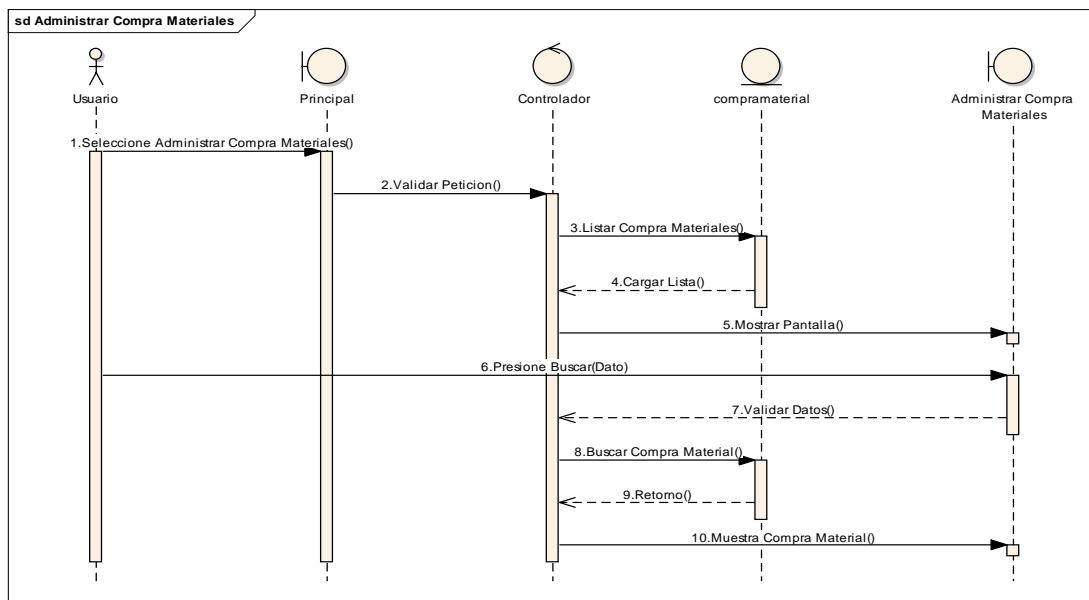 sd Administrar Compra Materiales
Usuario
Principal
Controlador
compramaterial
Administrar Compra
Materiales
1.Seleccione Administrar Compra Materiales()
2.Validar Peticion()
3.Listar Compra Materiales()
4.Cargar Lista()
5.Mostrar Pantalla()
6.Presione Buscar(Dato)
7.Validar Datos()
8.Buscar Compra Material()
9.Retorno()
10.Muestra Compra Material()